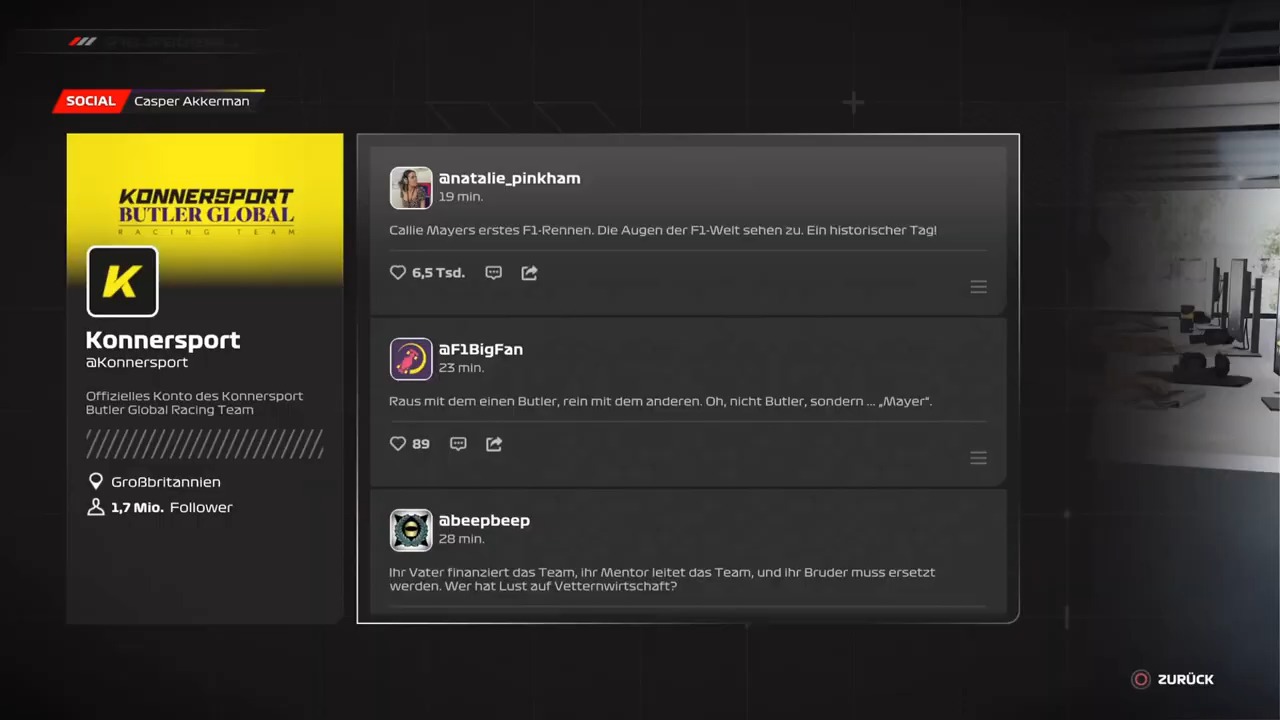 SOCIAL Casper Akkerman
KONNERSPORT
BUTLER GLOBAL
RACING TEAM
K
Konnersport
@Konnersport
Offizielles Konto des Konnersport
Butler Global Racing Team
Großbritannien
1,7 Mio. Follower
@natalie_pinkham
19 min.
Callie Mayers erstes F1-Rennen. Die Augen der F1-Welt sehen zu. Ein historischer Tag!
6,5 Tsd.
@F1BigFan
23 min.
Raus mit dem einen Butler, rein mit dem anderen. Oh, nicht Butler, sondern ... „Mayer“.
89
@beepbeep
28 min.
Ihr Vater finanziert das Team, ihr Mentor leitet das Team, und ihr Bruder muss ersetzt
werden. Wer hat Lust auf Vetternwirtschaft?
ZURÜCK